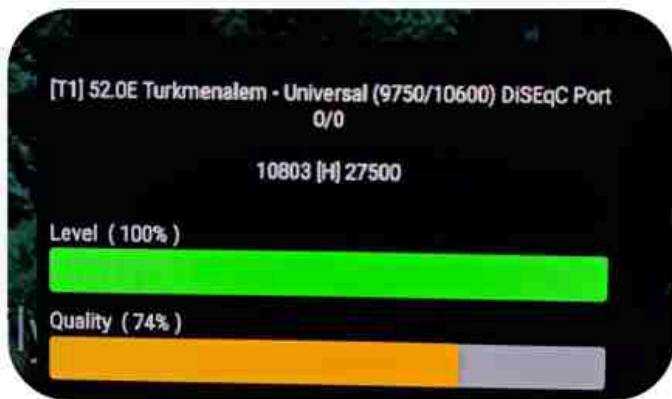 [T1] 52.0E Turkmenalem - Universal (9750/10600) DiSEqC Port
0/0
10803 [H] 27500
Level ( 100% )
Quality ( 74% )